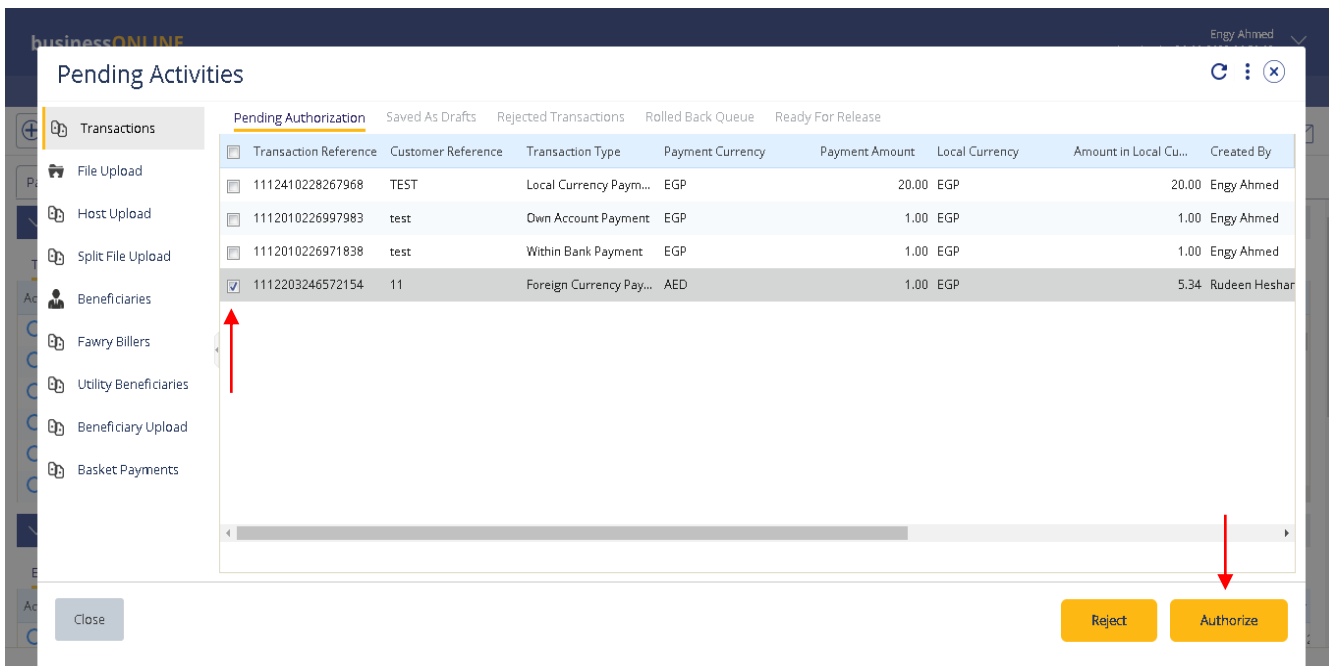 businessONLINE
Engy Ahmed
Pending Activities
Transactions
File Upload
Host Upload
Split File Upload
Beneficiaries
Fawry Billers
Utility Beneficiaries
Beneficiary Upload
Basket Payments
Pending Authorization Saved As Drafts Rejected Transactions Rolled Back Queue Ready For Release
Transaction Reference Customer Reference Transaction Type Payment Currency Payment Amount Local Currency Amount in Local Cu... Created By
1112410228267968 TEST Local Currency Paym... EGP 20.00 EGP 20.00 Engy Ahmed
1112010226997983 test Own Account Payment EGP 1.00 EGP 1.00 Engy Ahmed
1112010226971838 test Within Bank Payment EGP 1.00 EGP 1.00 Engy Ahmed
1112203246572154 11 Foreign Currency Pay... AED 1.00 EGP 5.34 Rudeen Heshar
Close
Reject
Authorize